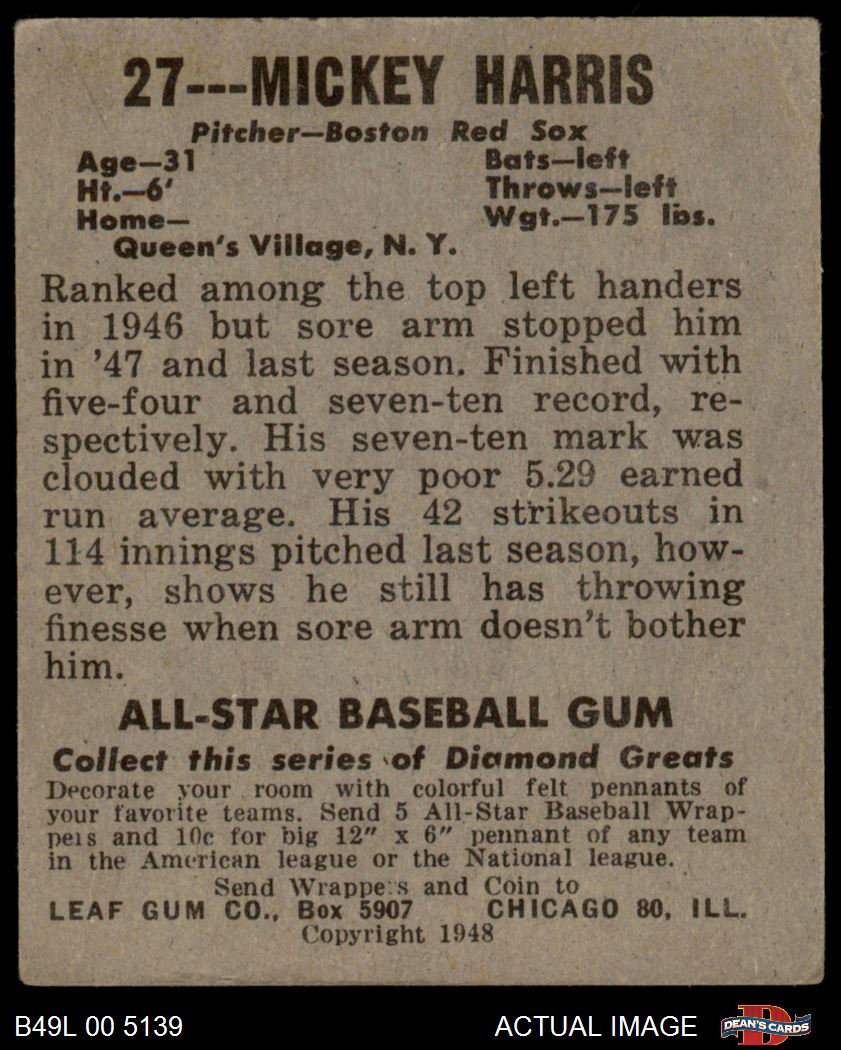 27---MICKEY HARRIS
Pitcher—Boston Red Sox
Age—31
Bats—left
Ht.—6'
Throws—left
Home—
Wgt.—175 lbs.
Queen's Village, N. Y.
Ranked among the top left handers
in 1946 but sore arm stopped him
in '47 and last season. Finished with
five-four and seven-ten record, re-
spectively. His seven-ten mark was
clouded with very poor 5.29 earned
run average. His 42 strikeouts in
114 innings pitched last season, how-
ever, shows he still has throwing
finesse when sore arm doesn't bother
him.
ALL-STAR BASEBALL GUM
Collect this series of Diamond Greats
Decorate your room with colorful felt pennants of
your favorite teams. Send 5 All-Star Baseball Wrap-
pers and 10c for big 12" x 6" pennant of any team
in the American league or the National league.
Send Wrappers and Coin to
LEAF GUM CO., Box 5907 CHICAGO 80, ILL.
Copyright 1948
B49L 00 5139
ACTUAL IMAGE
D
DEAN'S CARDS